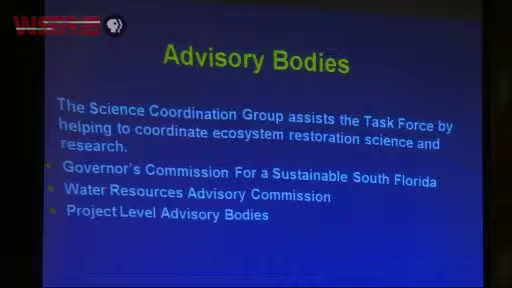 Advisory Bodies
The Science Coordination Group assists the Task Force by
helping to coordinate ecosystem restoration science and
research.
Governor's Commission For a Sustainable South Florida
Water Resources Advisory Commission
Project Level Advisory Bodies